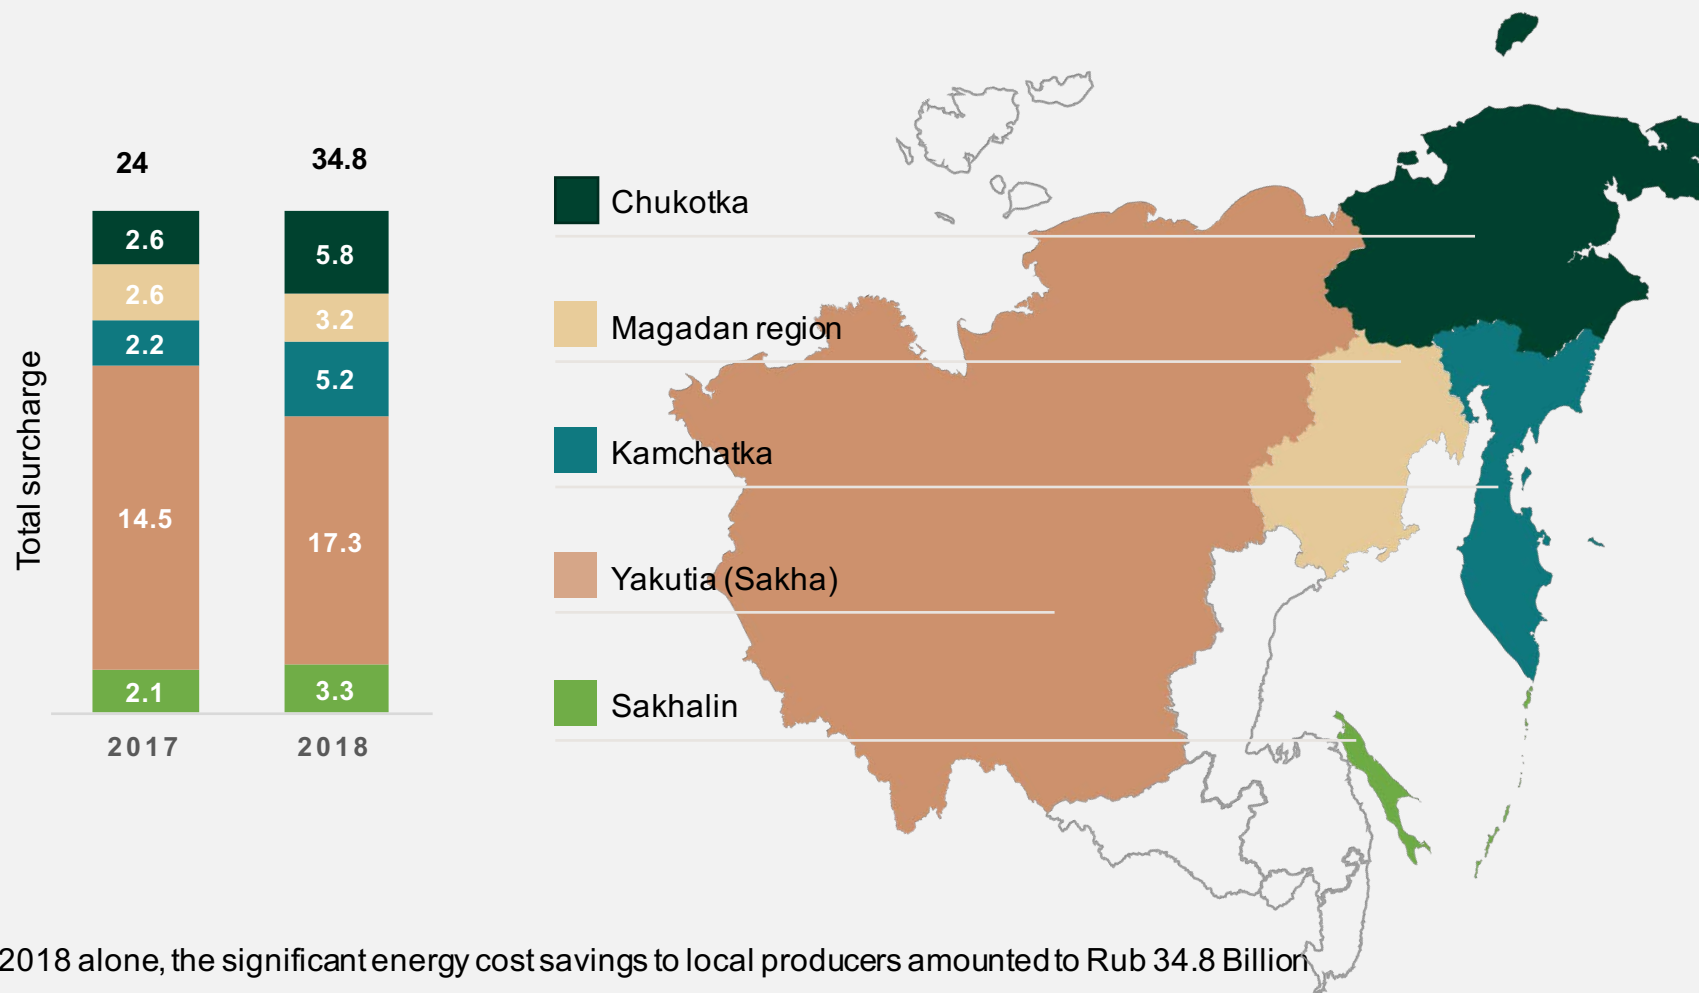 Total surcharge
24
34.8
2.6
2.6
2.2
14.5
2.1
5.8
3.2
5.2
17.3
3.3
2017
2018
Chukotka
Magadan region
Kamchatka
Yakutia (Sakha)
Sakhalin
2018 alone, the significant energy cost savings to local producers amounted to Rub 34.8 Billion